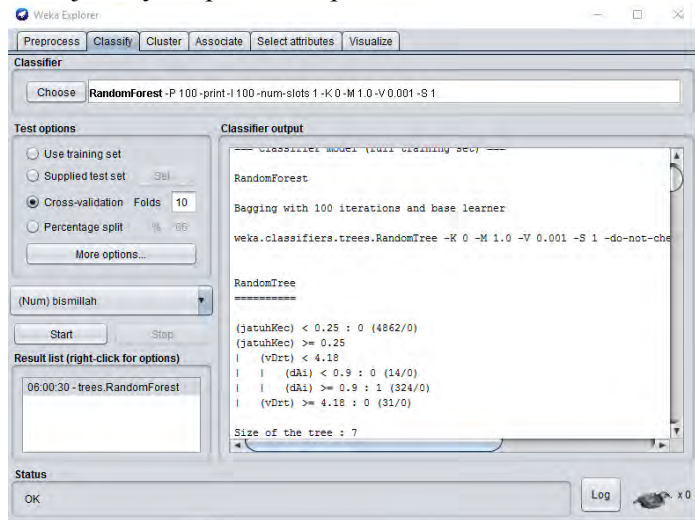 Weka Explorer
Preprocess Classify Cluster Associate Select attributes Visualize
Classifier
Choose RandomForest -P 100 -print -I 100 -num-slots 1 -K 0 -M 1.0 -V 0.001 -S 1
Test options
Use training set
Supplied test set
Cross-validation Folds 10
Percentage split % 66
More options...
(Num) bismillah
Start Stop
Result list (right-click for options)
06:00:30 - trees.RandomForest
Classifier output
=== Classifier model (full training set) ===
RandomForest
Bagging with 100 iterations and base learner
weka.classifiers.trees.RandomTree -K 0 -M 1.0 -V 0.001 -S 1 -do-not-che
RandomTree
==========
(jatuhKec) < 0.25 : 0 (4862/0)
(jatuhKec) >= 0.25
| (vDrt) < 4.18
| | (dAi) < 0.9 : 0 (14/0)
| | (dAi) >= 0.9 : 1 (324/0)
| (vDrt) >= 4.18 : 0 (31/0)
Size of the tree : 7
Status
OK
Log
x 0